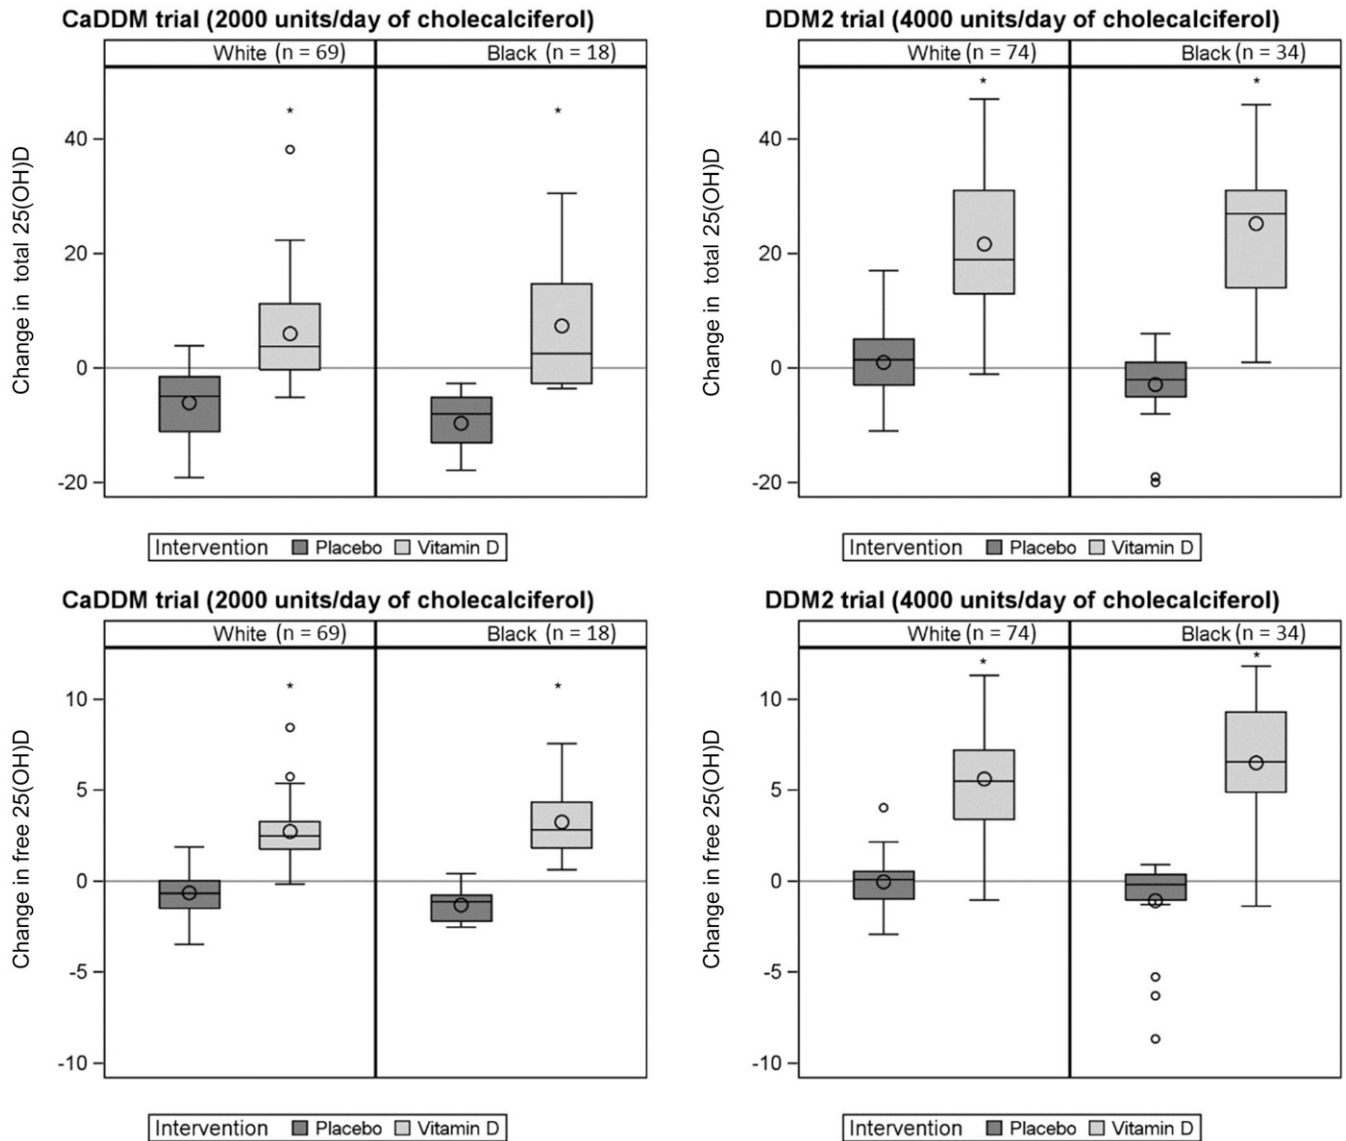 CaDDM trial (2000 units/day of cholecalciferol)
White (n = 69)
Black (n = 18)
Change in total 25(OH)D
40
20
0
-20
*
*
Intervention
Placebo
Vitamin D
DDM2 trial (4000 units/day of cholecalciferol)
White (n = 74)
Black (n = 34)
Change in total 25(OH)D
40
20
0
-20
*
*
Intervention
Placebo
Vitamin D
CaDDM trial (2000 units/day of cholecalciferol)
White (n = 69)
Black (n = 18)
Change in free 25(OH)D
10
5
0
-5
-10
*
*
Intervention
Placebo
Vitamin D
DDM2 trial (4000 units/day of cholecalciferol)
White (n = 74)
Black (n = 34)
Change in free 25(OH)D
10
5
0
-5
-10
*
*
Intervention
Placebo
Vitamin D